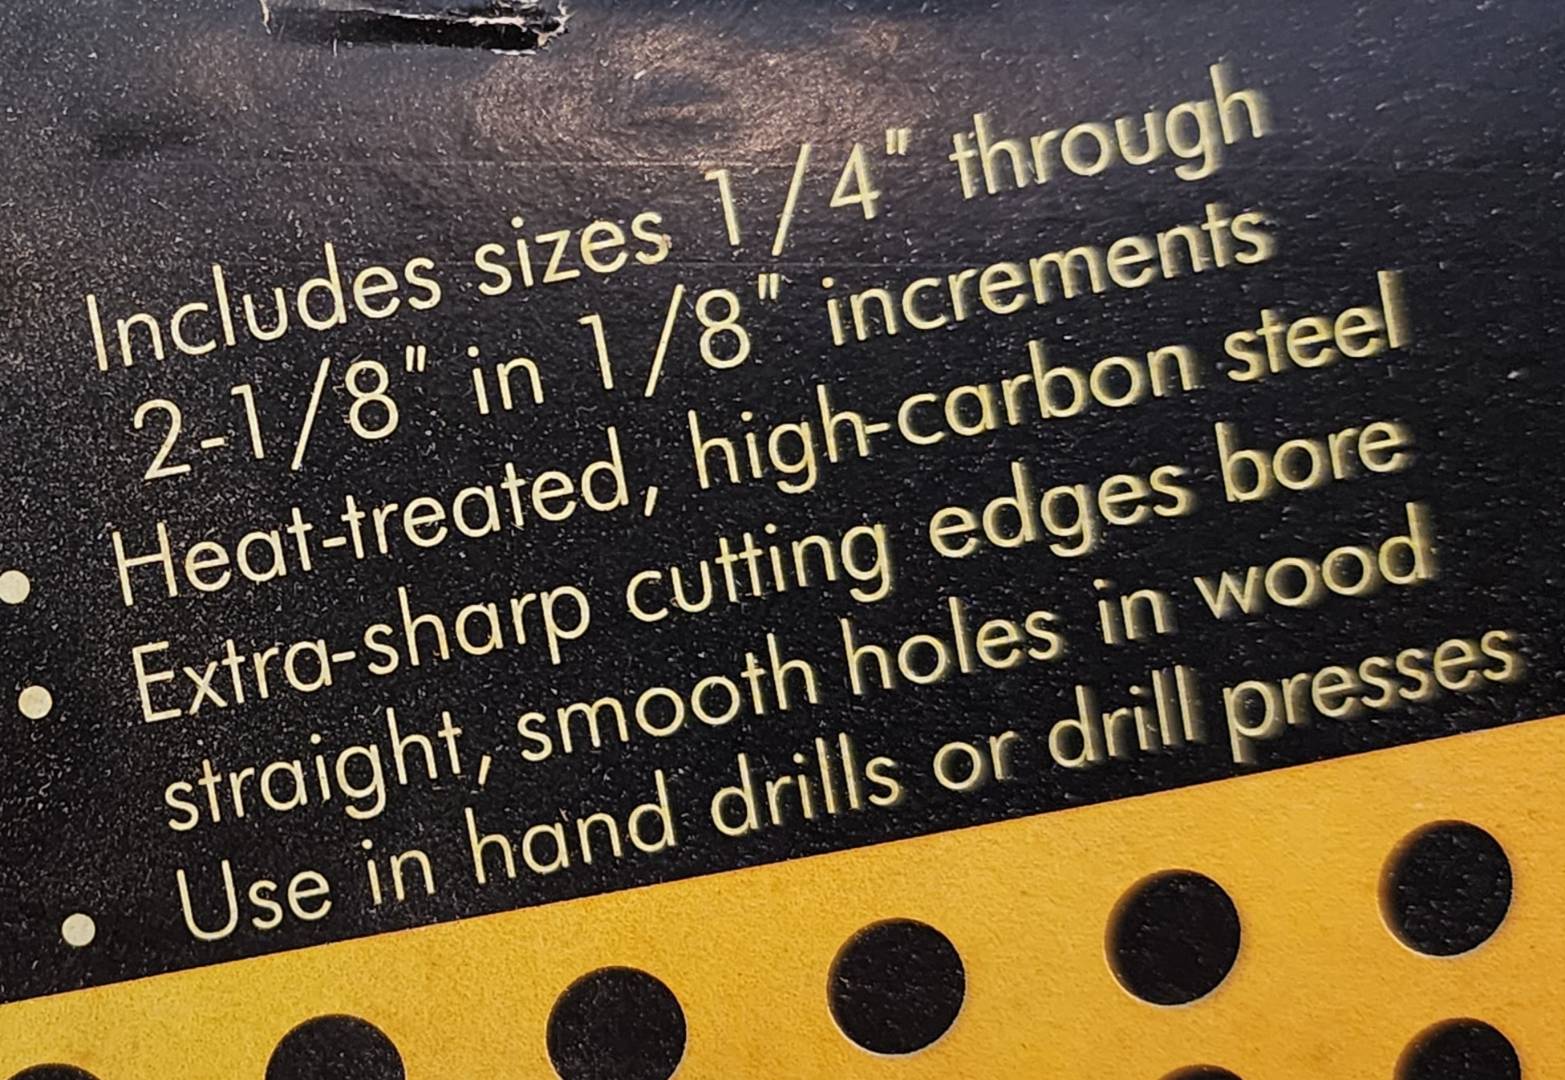 Includes sizes 1/4" through
2-1/8" in 1/8" increments
• Heat-treated, high-carbon steel
• Extra-sharp cutting edges bore
straight, smooth holes in wood
• Use in hand drills or drill presses